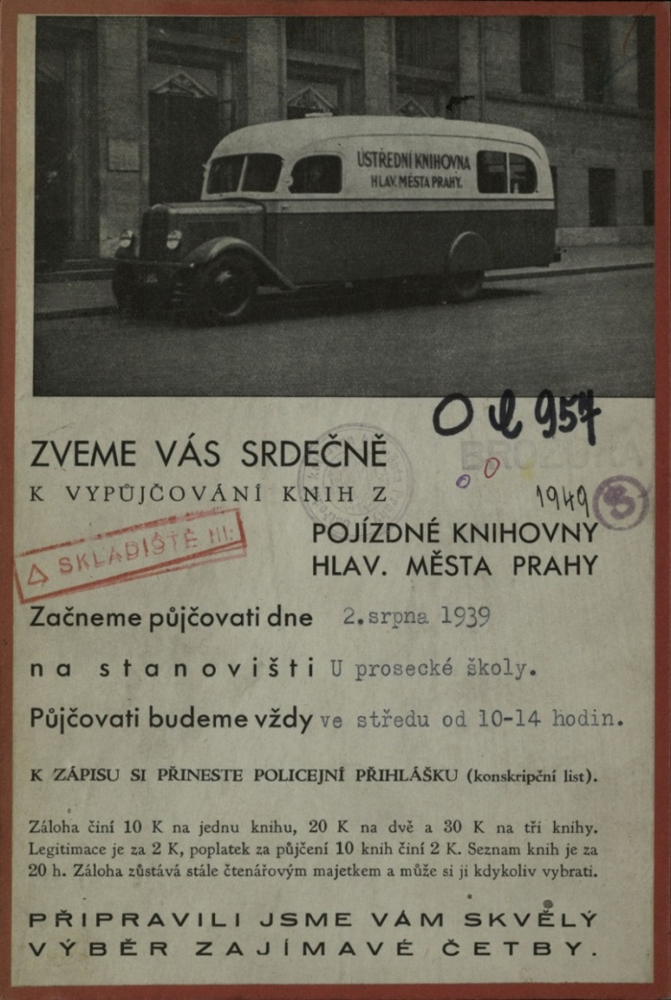 ÚSTŘEDNÍ KNIHOVNA
HLAV. MĚSTA PRAHY.
O 957
ZVEME VÁS SRDEČNĚ
K VYPŮJČOVÁNÍ KNIH Z
BROŽURA
1949 3
POJÍZDNÉ KNIHOVNY
HLAV. MĚSTA PRAHY
△ SKLADIŠTĚ III:
Začneme půjčovati dne 2.srpna 1939
na stanovišti U prosecké školy.
Půjčovati budeme vždy ve středu od 10-14 hodin.
K ZÁPISU SI PŘINESTE POLICEJNÍ PŘIHLÁŠKU (konskripční list).
Záloha činí 10 K na jednu knihu, 20 K na dvě a 30 K na tři knihy.
Legitimace je za 2 K, poplatek za půjčení 10 knih činí 2 K. Seznam knih je za
20 h. Záloha zůstává stále čtenářovým majetkem a může si ji kdykoliv vybrati.
PŘIPRAVILI JSME VÁM SKVĚLÝ
VÝBĚR ZAJÍMAVÉ ČETBY.